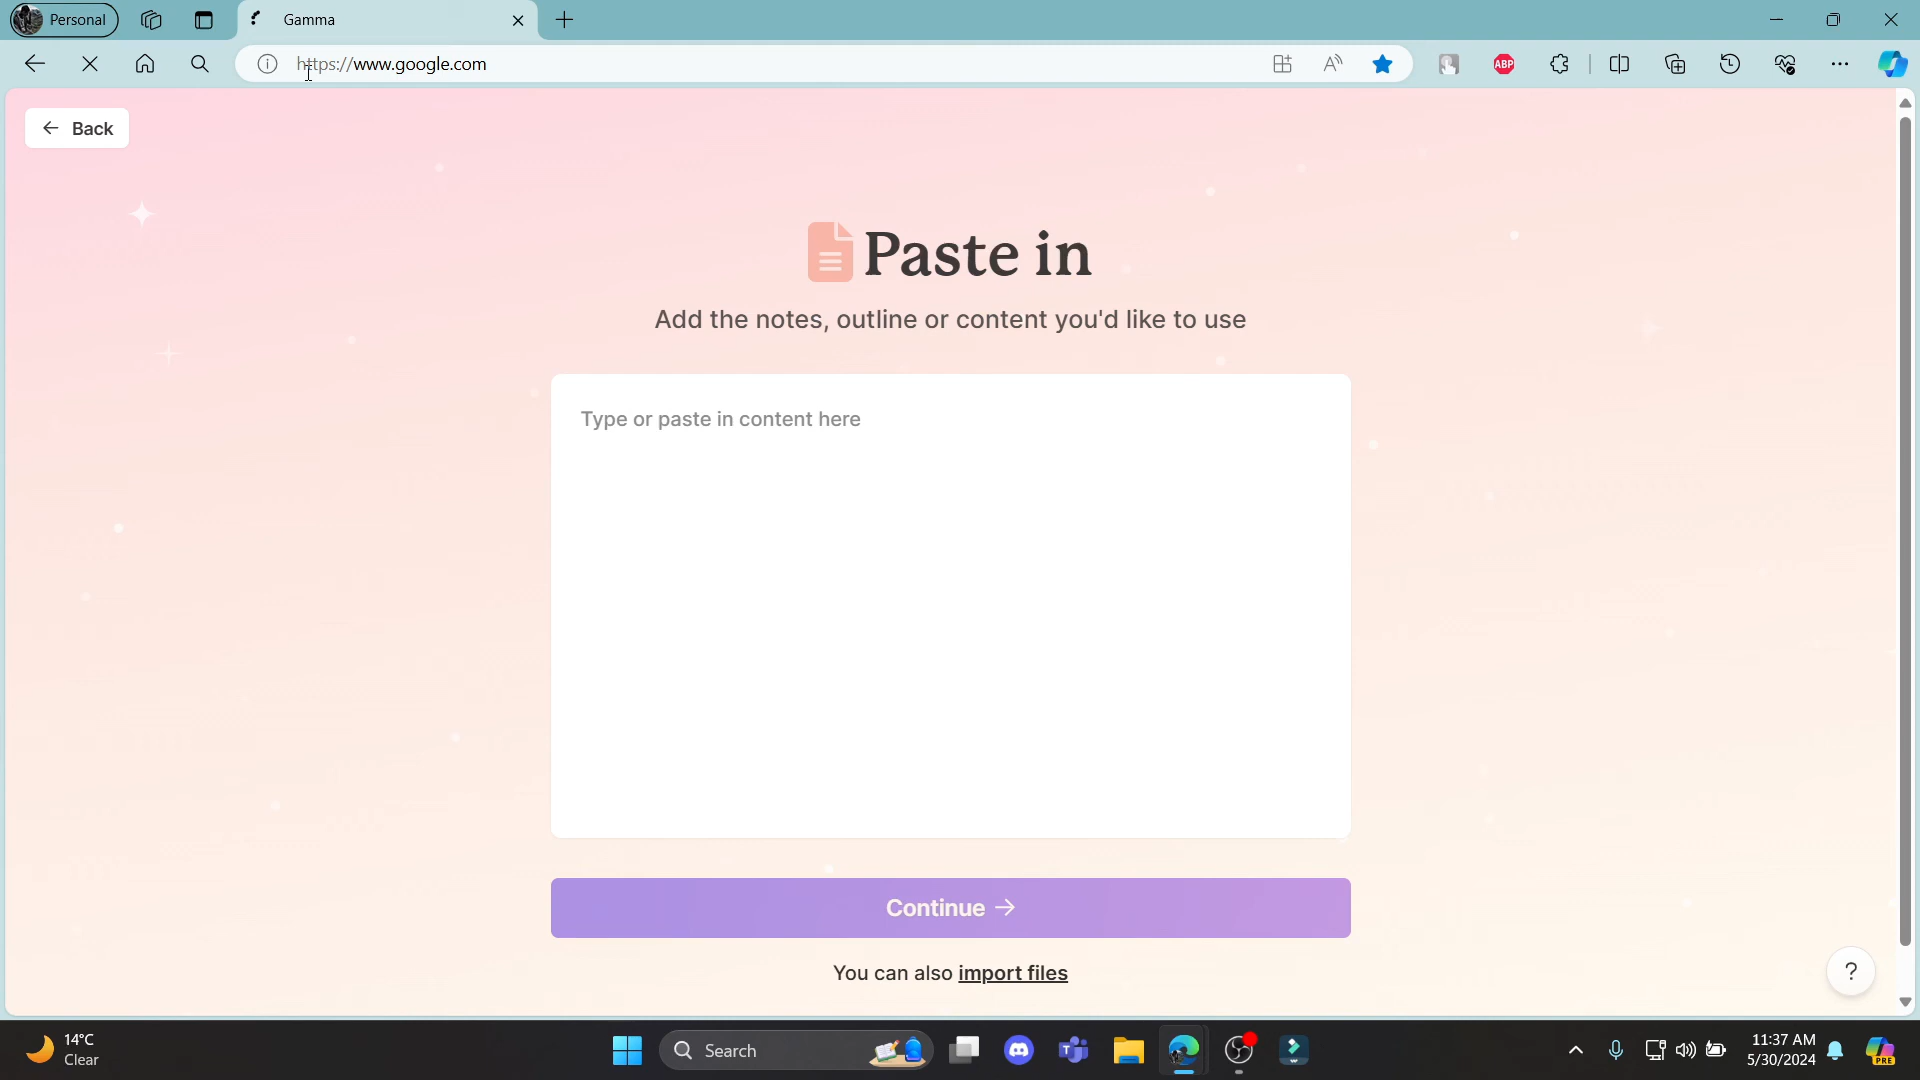 Personal
Gamma
https://www.google.com
ABP
Back
Paste in
Add the notes, outline or content you'd like to use
Type or paste in content here
Continue →
You can also import files
?
14°C
Clear
Search
11:37 AM
5/30/2024
PRE